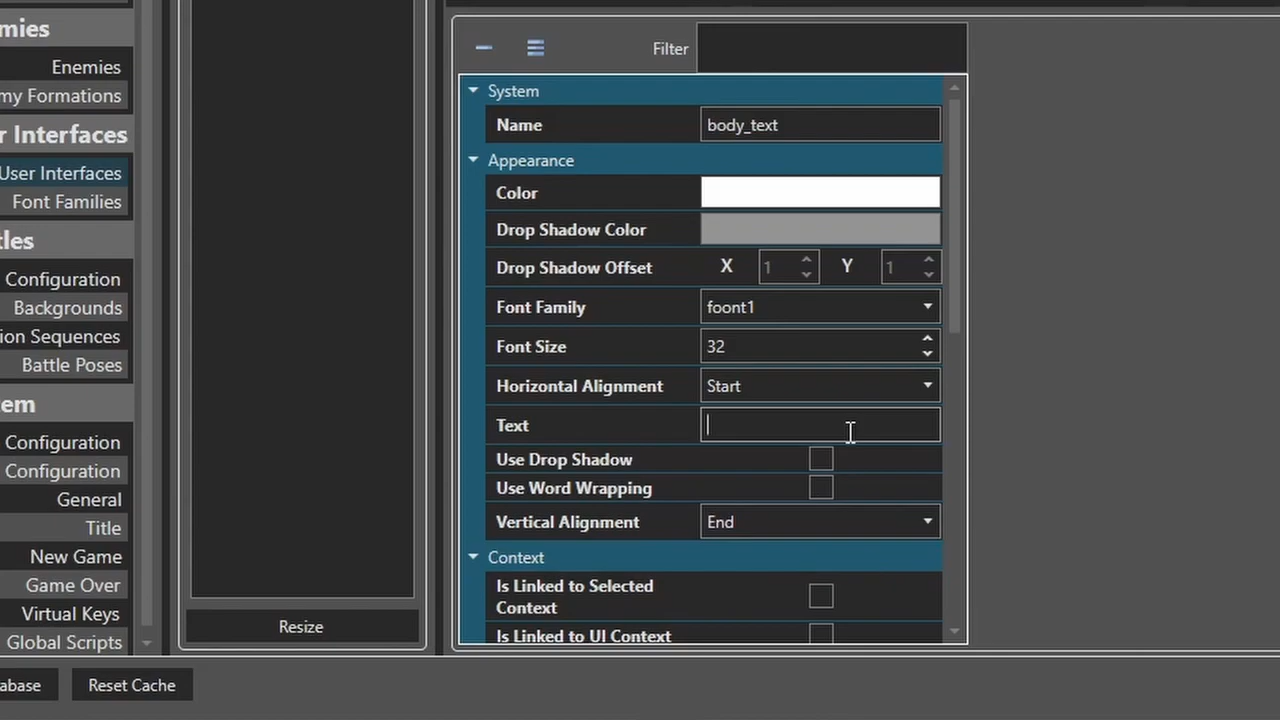 mies
Enemies
my Formations
r Interfaces
User Interfaces
Font Families
tles
Configuration
Backgrounds
ion Sequences
Battle Poses
em
Configuration
Configuration
General
Title
New Game
Game Over
Virtual Keys
Global Scripts
abase
Reset Cache
Resize
Filter
System
Name body_text
Appearance
Color
Drop Shadow Color
Drop Shadow Offset X 1 Y 1
Font Family foont1
Font Size 32
Horizontal Alignment Start
Text
Use Drop Shadow
Use Word Wrapping
Vertical Alignment End
Context
Is Linked to Selected
Context
Is Linked to UI Context